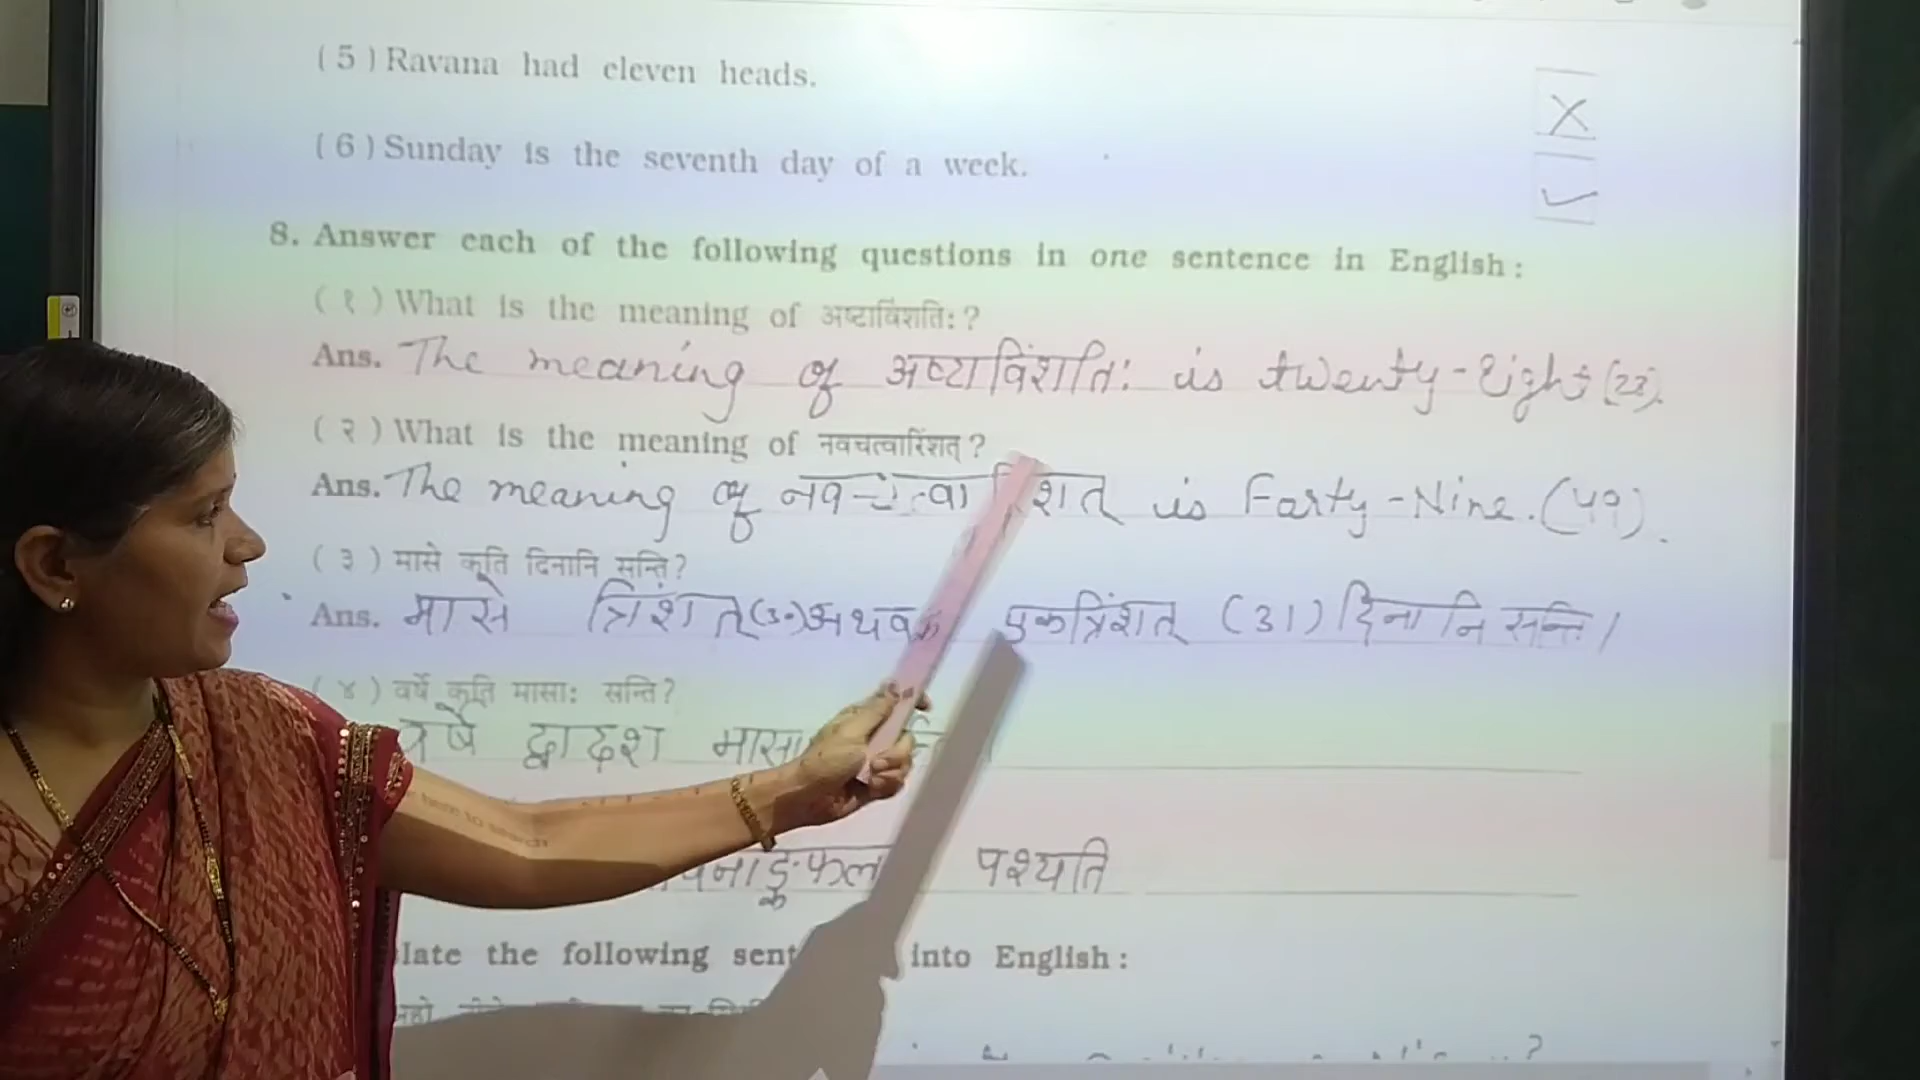 (5) Ravana had eleven heads.
(6) Sunday is the seventh day of a week.
8. Answer each of the following questions in one sentence in English:
(१) What is the meaning of अष्टाविंशतिः?
Ans. The meaning of अष्टाविंशतिः is twenty-Eight
(२) What is the meaning of नवचत्वारिंशत्?
Ans. The meaning of is Forty-Nine. (49).
(३) मासे कति दिनानि सन्ति?
Ans. मासे त्रिंशत् (30) अथवा एकत्रिंशत् (31) दिनानि सन्ति।
(४) वर्षे कति मासाः सन्ति?
वर्षे द्वादश
पश्यति
late the following into English: